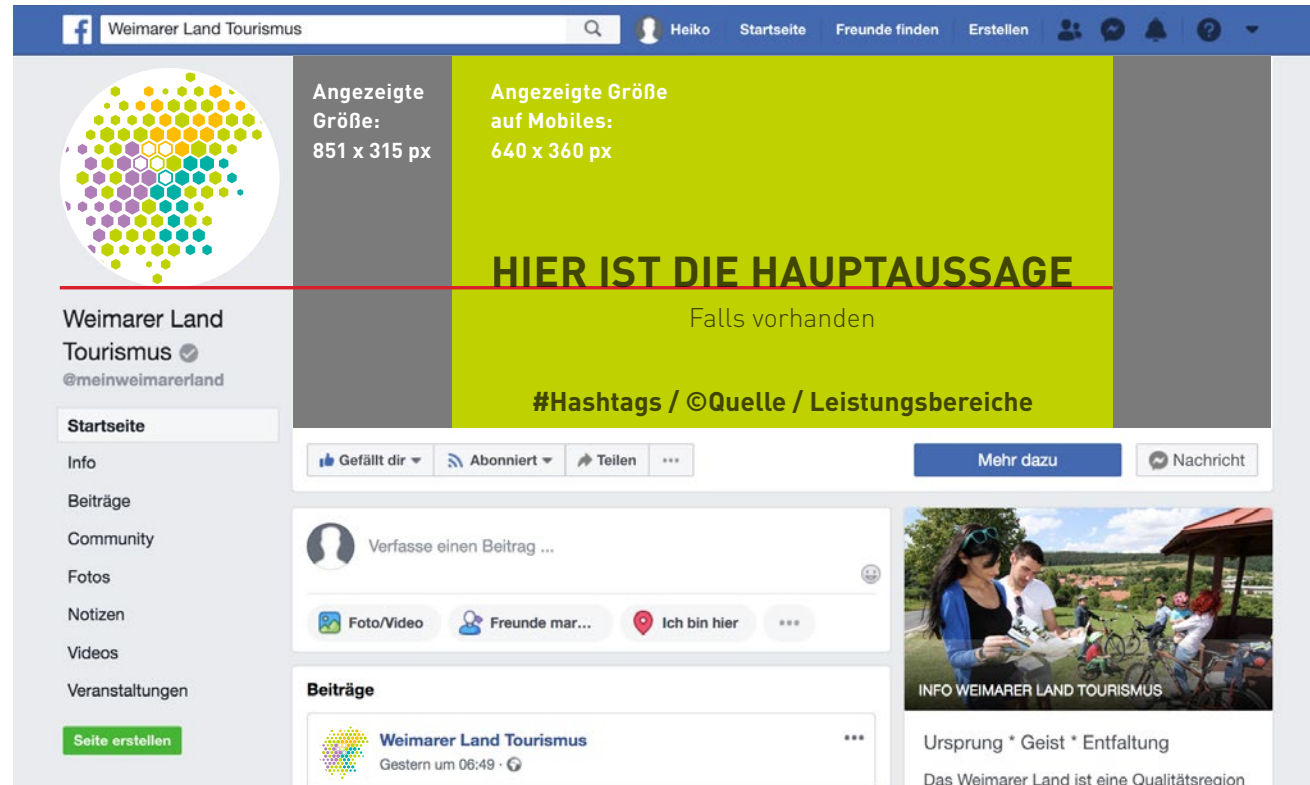 Weimarer Land Tourismus
Heiko
Startseite
Freunde finden
Erstellen
Angezeigte
Größe:
851 x 315 px
Angezeigte Größe
auf Mobiles:
640 x 360 px
HIER IST DIE HAUPTAUSSAGE
Falls vorhanden
#Hashtags / ©Quelle / Leistungsbereiche
Weimarer Land
Tourismus
@meinweimarerland
Startseite
Info
Beiträge
Community
Fotos
Notizen
Videos
Veranstaltungen
Seite erstellen
Gefällt dir
Abonniert
Teilen
...
Mehr dazu
Nachricht
Verfasse einen Beitrag ...
Foto/Video
Freunde mar...
Ich bin hier
...
Beiträge
Weimarer Land Tourismus
...
Gestern um 06:49 ·
INFO WEIMARER LAND TOURISMUS
Ursprung * Geist * Entfaltung
Das Weimarer Land ist eine Qualitätsregion